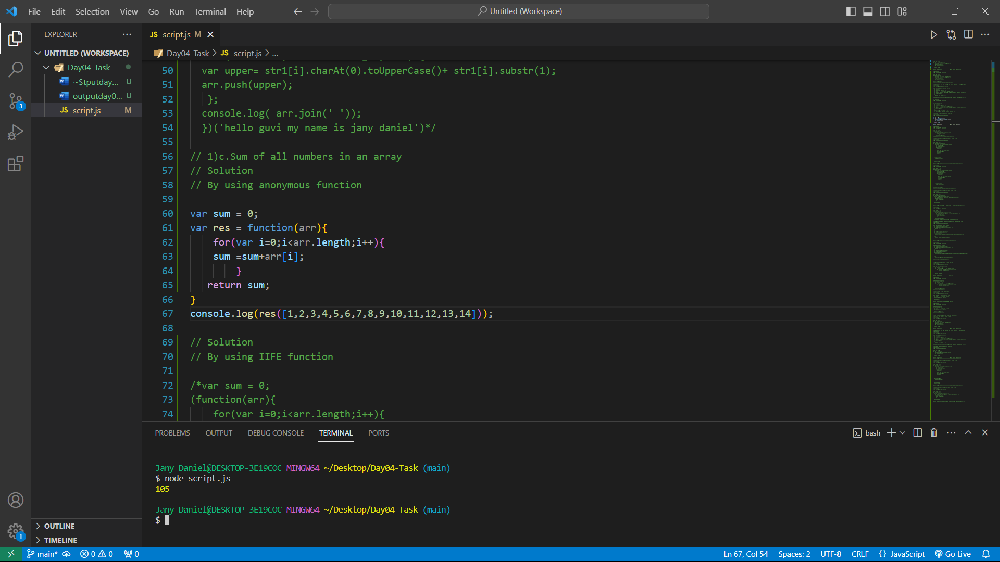 File Edit Selection View Go Run Terminal Help
Untitled (Workspace)
EXPLORER
UNTITLED (WORKSPACE)
Day04-Task
~$tputday... U
outputday0... U
JS script.js M
OUTLINE
TIMELINE
JS script.js M
Day04-Task > JS script.js > ...
50 var upper= str1[i].charAt(0).toUpperCase()+ str1[i].substr(1);
51 arr.push(upper);
52 };
53 console.log( arr.join(' '));
54 })('hello guvi my name is jany daniel')*/
55
56 // 1)c.Sum of all numbers in an array
57 // Solution
58 // By using anonymous function
59
60 var sum = 0;
61 var res = function(arr){
62 for(var i=0;i<arr.length;i++){
63 sum =sum+arr[i];
64 }
65 return sum;
66 }
67 console.log(res([1,2,3,4,5,6,7,8,9,10,11,12,13,14]));
68
69 // Solution
70 // By using IIFE function
71
72 /*var sum = 0;
73 (function(arr){
74 for(var i=0;i<arr.length;i++){
PROBLEMS OUTPUT DEBUG CONSOLE TERMINAL PORTS
bash
Jany Daniel@DESKTOP-3E19COC MINGW64 ~/Desktop/Day04-Task (main)
$ node script.js
105
Jany Daniel@DESKTOP-3E19COC MINGW64 ~/Desktop/Day04-Task (main)
$
3
1
main* 0 0 0
Ln 67, Col 54 Spaces: 2 UTF-8 CRLF {} JavaScript Go Live